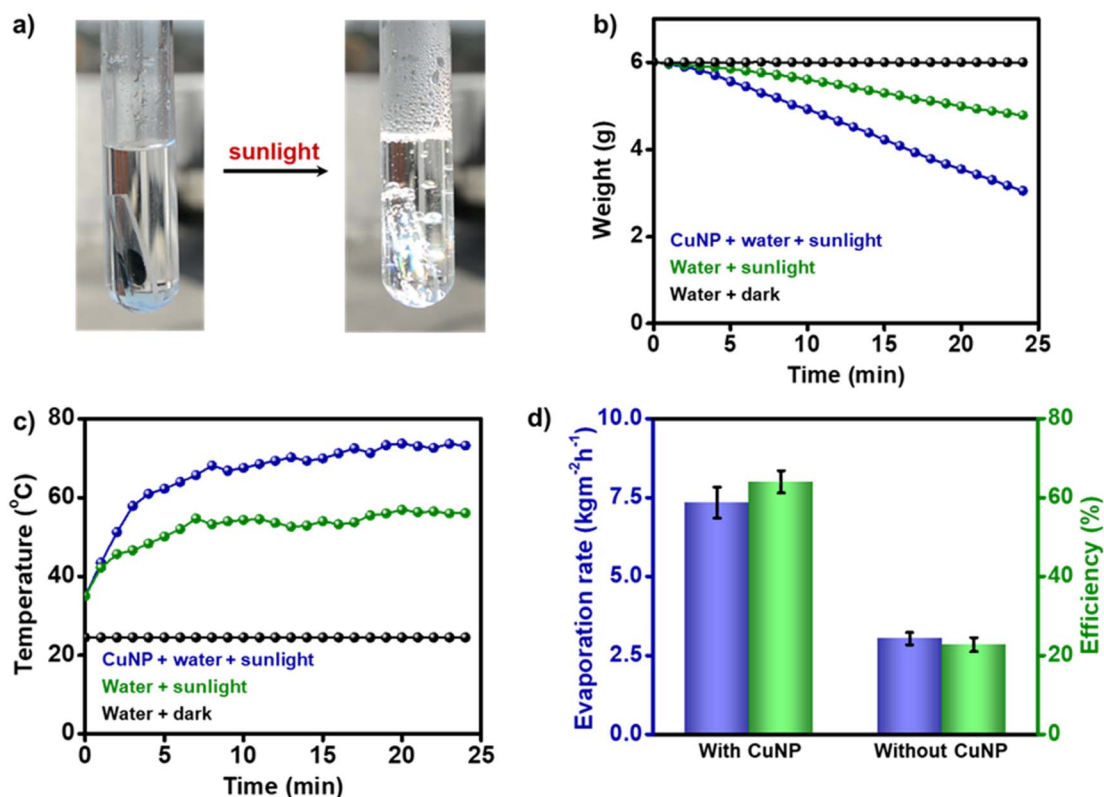 a)
sunlight
b)
6
4
2
0
Weight (g)
CuNP + water + sunlight
Water + sunlight
Water + dark
0 5 10 15 20 25
Time (min)
c)
80
60
40
20
0
Temperature (°C)
CuNP + water + sunlight
Water + sunlight
Water + dark
0 5 10 15 20 25
Time (min)
d)
10.0
7.5
5.0
2.5
0.0
Evaporation rate (kgm⁻²h⁻¹)
80
60
40
20
0
Efficiency (%)
With CuNP Without CuNP